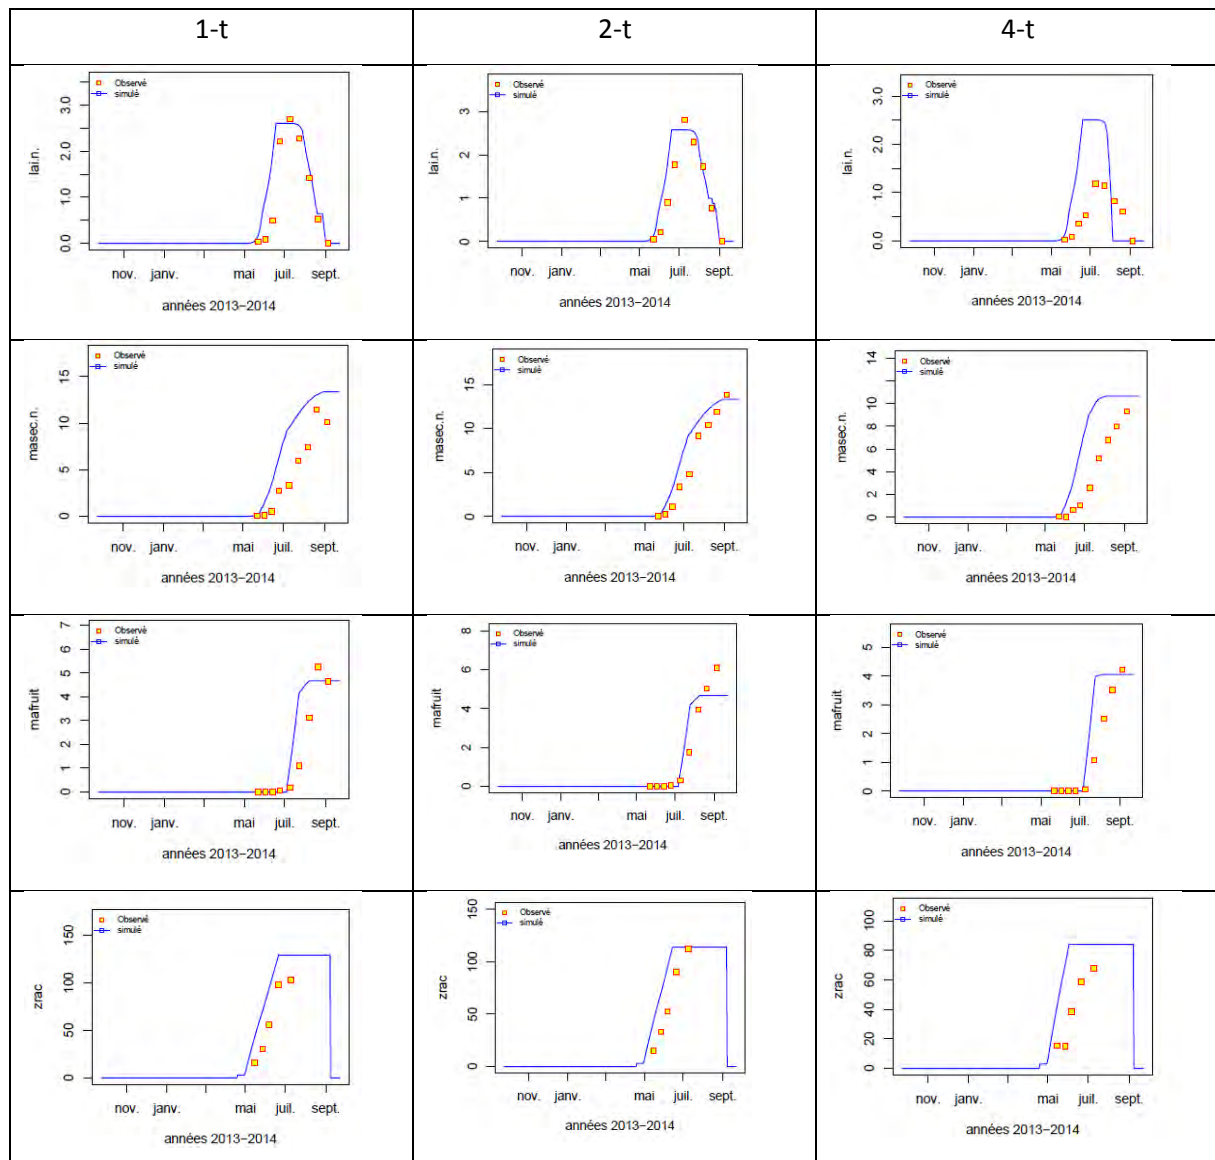 1-t
2-t
4-t
Observé
simulé
lai.n.
0.0 1.0 2.0 3.0
nov. janv. mai juil. sept.
années 2013−2014
Observé
simulé
lai.n.
0 1 2 3
nov. janv. mai juil. sept.
années 2013−2014
Observé
simulé
lai.n.
0.0 1.0 2.0 3.0
nov. janv. mai juil. sept.
années 2013−2014
Observé
simulé
masec.n.
0 5 10 15
nov. janv. mai juil. sept.
années 2013−2014
Observé
simulé
masec.n.
0 5 10 15
nov. janv. mai juil. sept.
années 2013−2014
Observé
simulé
masec.n.
0 2 4 6 8 10 14
nov. janv. mai juil. sept.
années 2013−2014
Observé
simulé
mafruit
0 1 2 3 4 5 6 7
nov. janv. mai juil. sept.
années 2013−2014
Observé
simulé
mafruit
0 2 4 6 8
nov. janv. mai juil. sept.
années 2013−2014
Observé
simulé
mafruit
0 1 2 3 4 5
nov. janv. mai juil. sept.
années 2013−2014
Observé
simulé
zrac
0 50 100 150
nov. janv. mai juil. sept.
années 2013−2014
Observé
simulé
zrac
0 50 100 150
nov. janv. mai juil. sept.
années 2013−2014
Observé
simulé
zrac
0 20 40 60 80 100
nov. janv. mai juil. sept.
années 2013−2014